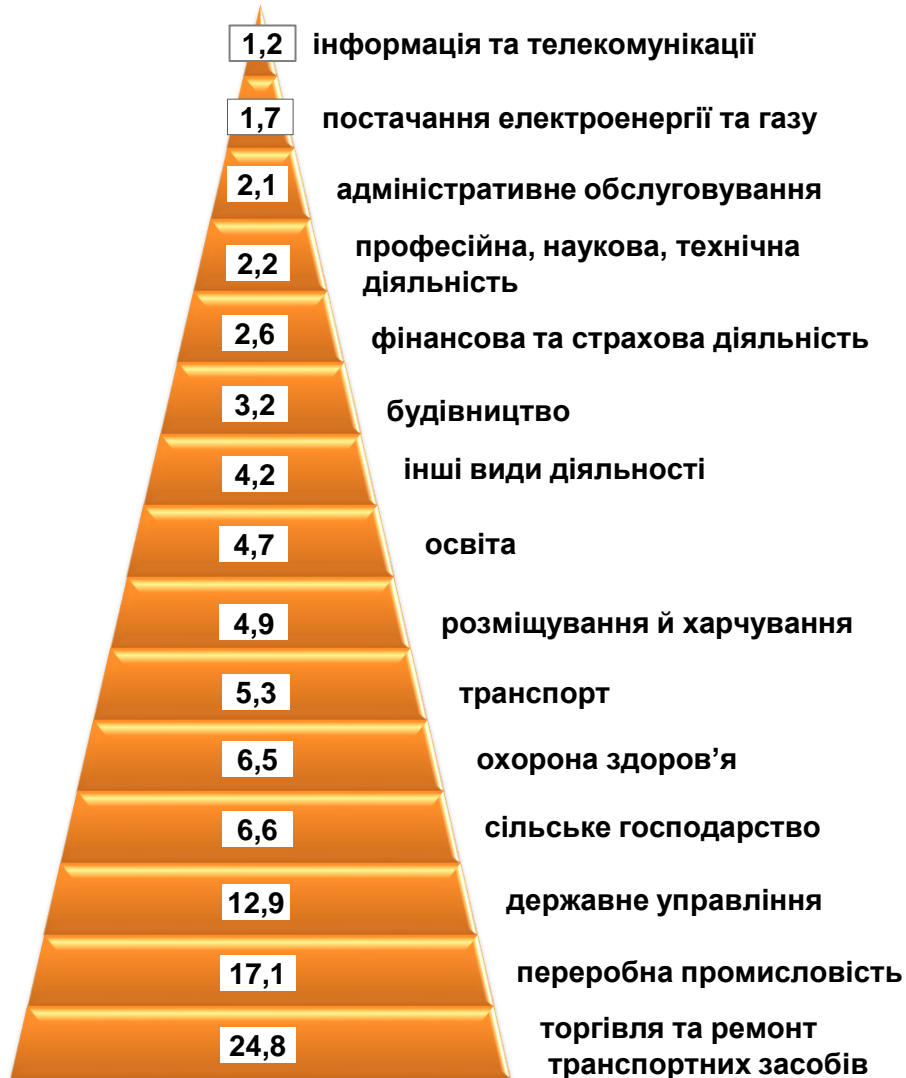 1,2 інформація та телекомунікації
1,7 постачання електроенергії та газу
2,1 адміністративне обслуговування
2,2 професійна, наукова, технічна
діяльність
2,6 фінансова та страхова діяльність
3,2 будівництво
4,2 інші види діяльності
4,7 освіта
4,9 розміщування й харчування
5,3 транспорт
6,5 охорона здоров’я
6,6 сільське господарство
12,9 державне управління
17,1 переробна промисловість
24,8 торгівля та ремонт
транспортних засобів